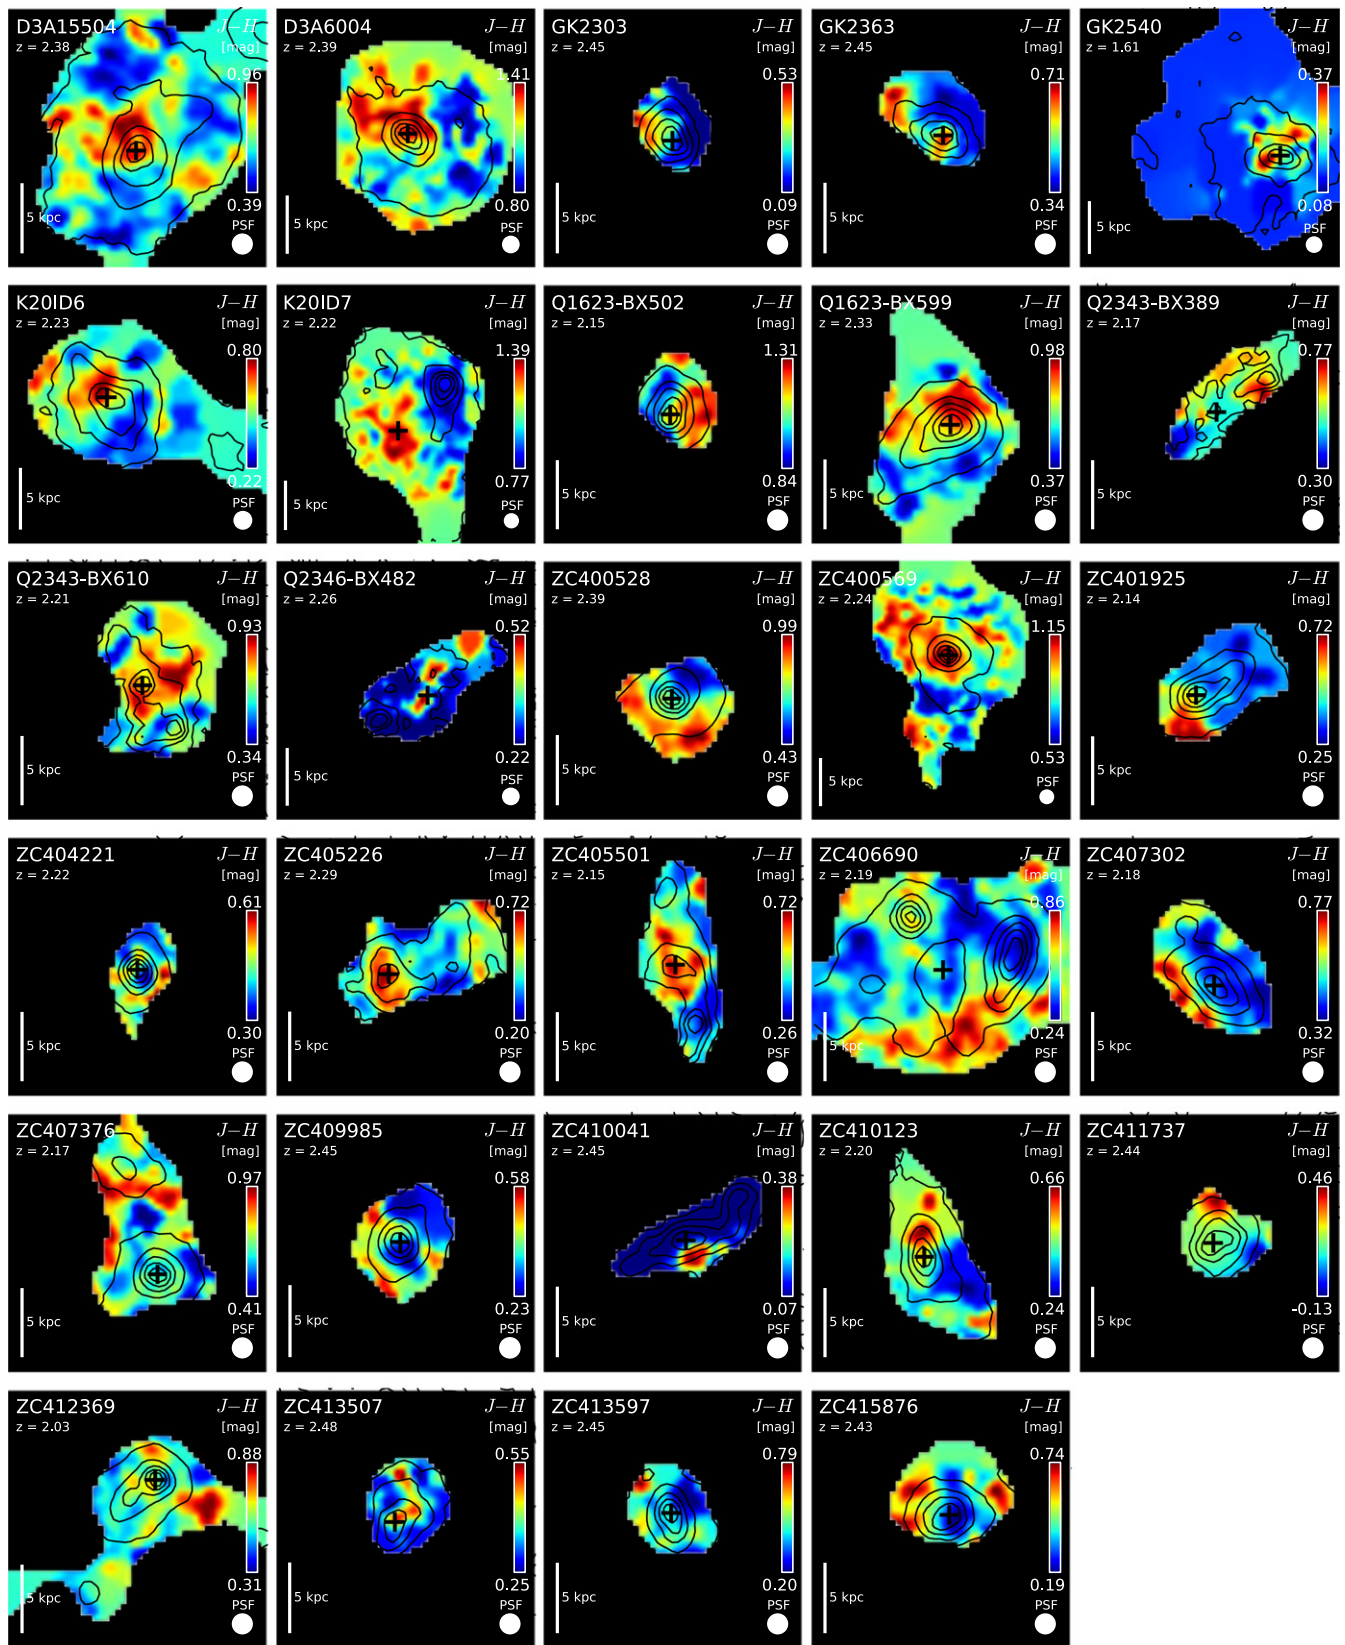 D3A15504 J−H
z = 2.38 [mag]
0.96
0.39
5 kpc PSF
D3A6004 J−H
z = 2.39 [mag]
1.41
0.80
5 kpc PSF
GK2303 J−H
z = 2.45 [mag]
0.53
0.09
5 kpc PSF
GK2363 J−H
z = 2.45 [mag]
0.71
0.34
5 kpc PSF
GK2540 J−H
z = 1.61 [mag]
0.37
0.08
5 kpc PSF
K20ID6 J−H
z = 2.23 [mag]
0.80
0.22
5 kpc PSF
K20ID7 J−H
z = 2.22 [mag]
1.39
0.77
5 kpc PSF
Q1623-BX502 J−H
z = 2.15 [mag]
1.31
0.84
5 kpc PSF
Q1623-BX599 J−H
z = 2.33 [mag]
0.98
0.37
5 kpc PSF
Q2343-BX389 J−H
z = 2.17 [mag]
0.77
0.30
5 kpc PSF
Q2343-BX610 J−H
z = 2.21 [mag]
0.93
0.34
5 kpc PSF
Q2346-BX482 J−H
z = 2.26 [mag]
0.52
0.22
5 kpc PSF
ZC400528 J−H
z = 2.39 [mag]
0.99
0.43
5 kpc PSF
ZC400569 J−H
z = 2.24 [mag]
1.15
0.53
5 kpc PSF
ZC401925 J−H
z = 2.14 [mag]
0.72
0.25
5 kpc PSF
ZC404221 J−H
z = 2.22 [mag]
0.61
0.30
5 kpc PSF
ZC405226 J−H
z = 2.29 [mag]
0.72
0.20
5 kpc PSF
ZC405501 J−H
z = 2.15 [mag]
0.72
0.26
5 kpc PSF
ZC406690 J−H
z = 2.19 [mag]
0.86
0.24
5 kpc PSF
ZC407302 J−H
z = 2.18 [mag]
0.77
0.32
5 kpc PSF
ZC407376 J−H
z = 2.17 [mag]
0.97
0.41
5 kpc PSF
ZC409985 J−H
z = 2.45 [mag]
0.58
0.23
5 kpc PSF
ZC410041 J−H
z = 2.45 [mag]
0.38
0.07
5 kpc PSF
ZC410123 J−H
z = 2.20 [mag]
0.66
0.24
5 kpc PSF
ZC411737 J−H
z = 2.44 [mag]
0.46
-0.13
5 kpc PSF
ZC412369 J−H
z = 2.03 [mag]
0.88
0.31
5 kpc PSF
ZC413507 J−H
z = 2.48 [mag]
0.55
0.25
5 kpc PSF
ZC413597 J−H
z = 2.45 [mag]
0.79
0.20
5 kpc PSF
ZC415876 J−H
z = 2.43 [mag]
0.74
0.19
5 kpc PSF